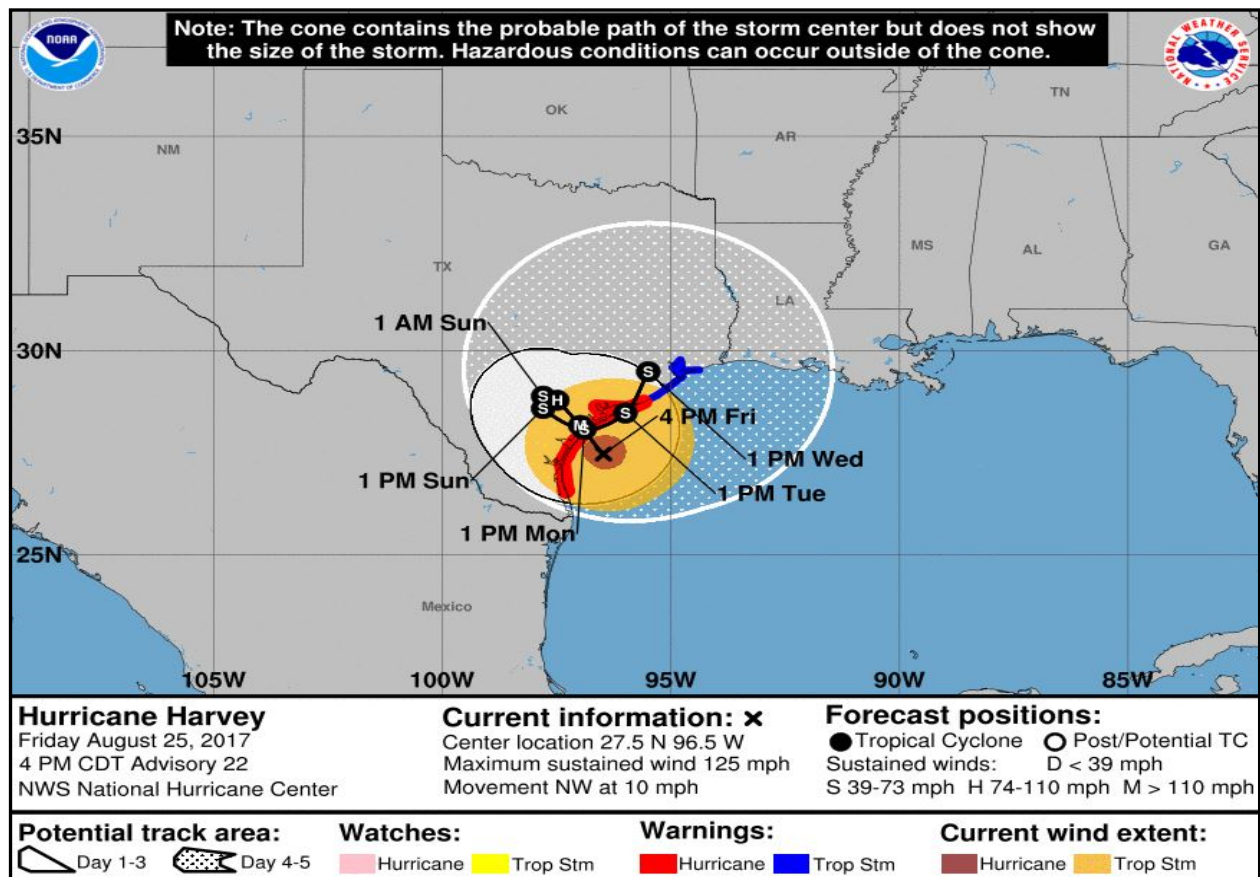 Note: The cone contains the probable path of the storm center but does not show
the size of the storm. Hazardous conditions can occur outside of the cone.
NOAA
NATIONAL WEATHER SERVICE
TN
OK
35N
AR
NM
MS
AL
GA
TX
LA
1 AM Sun
30N
S
S
H
S
S
M
S
4 PM Fri
1 PM Wed
1 PM Sun
1 PM Tue
1 PM Mon
25N
Mexico
105W
100W
95W
90W
85W
Hurricane Harvey
Friday August 25, 2017
4 PM CDT Advisory 22
NWS National Hurricane Center
Current information: ×
Center location 27.5 N 96.5 W
Maximum sustained wind 125 mph
Movement NW at 10 mph
Forecast positions:
Tropical Cyclone Post/Potential TC
Sustained winds: D < 39 mph
S 39-73 mph H 74-110 mph M > 110 mph
Potential track area:
Day 1-3 Day 4-5
Watches:
Hurricane Trop Stm
Warnings:
Hurricane Trop Stm
Current wind extent:
Hurricane Trop Stm